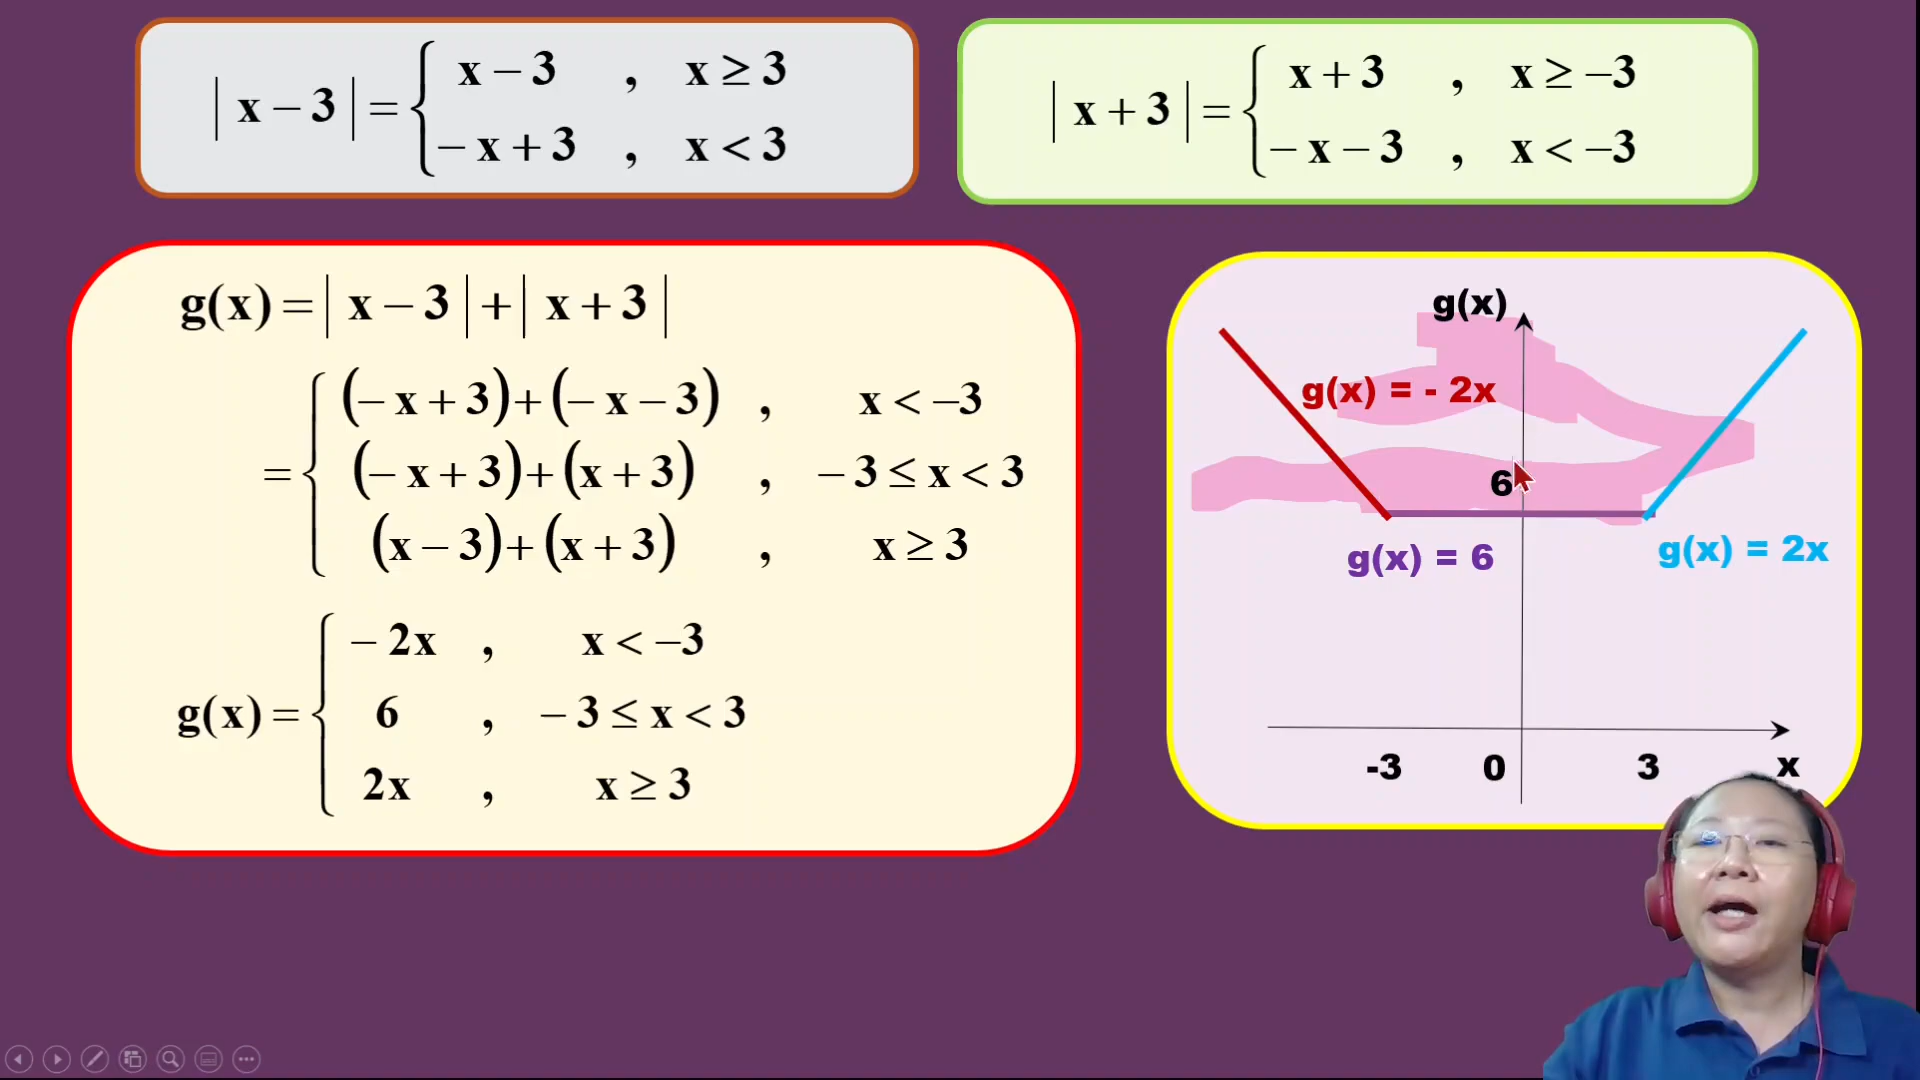 | x − 3 | = { x − 3 , x ≥ 3
− x + 3 , x < 3
| x + 3 | = { x + 3 , x ≥ −3
− x − 3 , x < −3
g(x) = | x − 3 | + | x + 3 |
= { (− x + 3) + (− x − 3) , x < −3
(− x + 3) + (x + 3) , − 3 ≤ x < 3
(x − 3) + (x + 3) , x ≥ 3
g(x) = { − 2x , x < −3
6 , − 3 ≤ x < 3
2x , x ≥ 3
g(x)
g(x) = - 2x
6
g(x) = 6
g(x) = 2x
-3 0 3 x